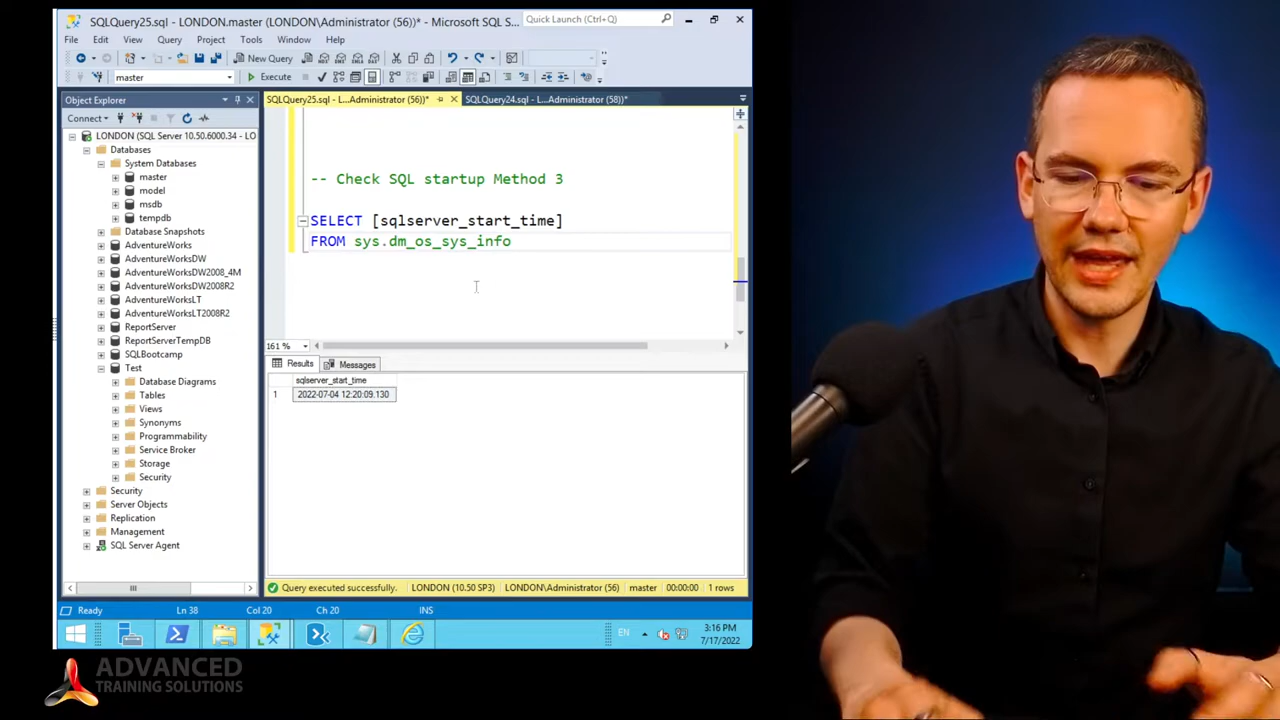 SQLQuery25.sql - LONDON.master (LONDON\Administrator (56))* - Microsoft SQL S...
Quick Launch (Ctrl+Q)
File Edit View Query Project Tools Window Help
New Query
master
Execute
Object Explorer
SQLQuery25.sql - L...Administrator (56))*
SQLQuery24.sql - L...Administrator (58))*
Connect
LONDON (SQL Server 10.50.6000.34 - LO
Databases
System Databases
master
model
msdb
tempdb
Database Snapshots
AdventureWorks
AdventureWorksDW
AdventureWorksDW2008_4M
AdventureWorksDW2008R2
AdventureWorksLT
AdventureWorksLT2008R2
ReportServer
ReportServerTempDB
SQLBootcamp
Test
Database Diagrams
Tables
Views
Synonyms
Programmability
Service Broker
Storage
Security
Security
Server Objects
Replication
Management
SQL Server Agent
-- Check SQL startup Method 3
SELECT [sqlserver_start_time]
FROM sys.dm_os_sys_info
161 %
Results Messages
sqlserver_start_time
1 2022-07-04 12:20:09.130
Query executed successfully. LONDON (10.50 SP3) LONDON\Administrator (56) master 00:00:00 1 rows
Ready Ln 38 Col 20 Ch 20 INS
EN
3:16 PM
7/17/2022
ADVANCED
TRAINING SOLUTIONS